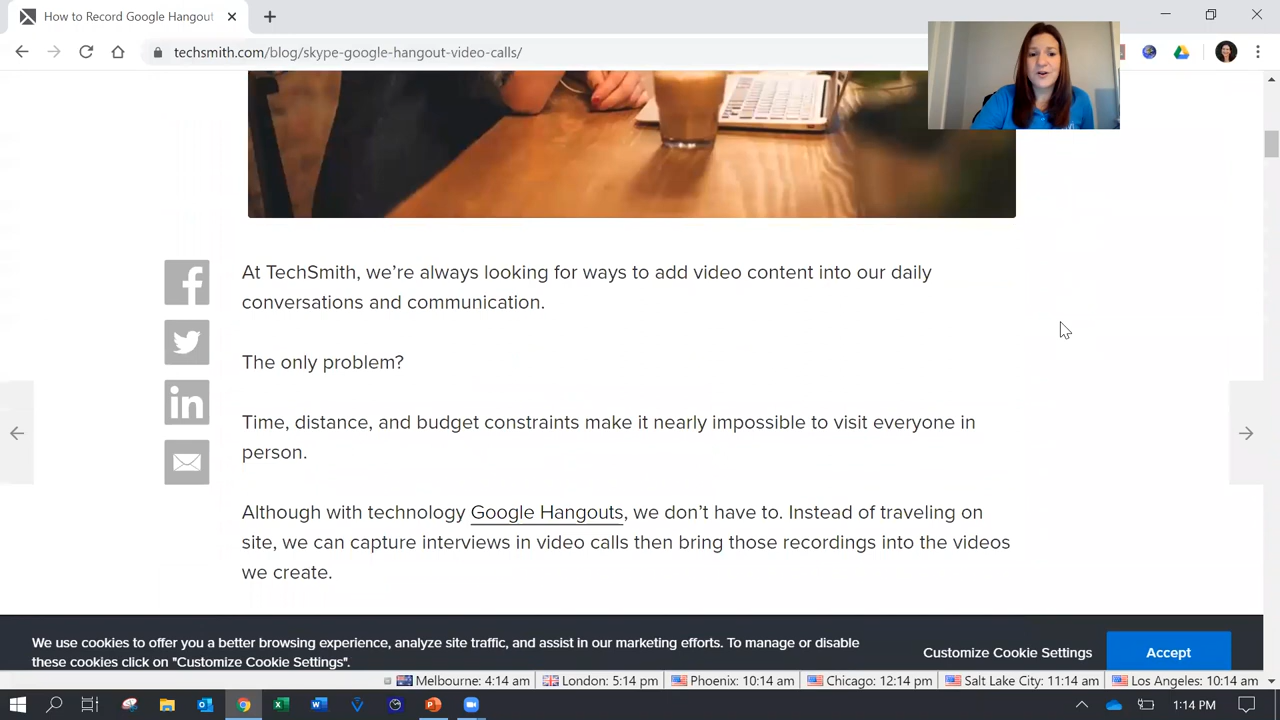 How to Record Google Hangout
techsmith.com/blog/skype-google-hangout-video-calls/
At TechSmith, we're always looking for ways to add video content into our daily
conversations and communication.
The only problem?
Time, distance, and budget constraints make it nearly impossible to visit everyone in
person.
Although with technology Google Hangouts, we don't have to. Instead of traveling on
site, we can capture interviews in video calls then bring those recordings into the videos
we create.
We use cookies to offer you a better browsing experience, analyze site traffic, and assist in our marketing efforts. To manage or disable
these cookies click on "Customize Cookie Settings".
Customize Cookie Settings
Accept
Melbourne: 4:14 am London: 5:14 pm Phoenix: 10:14 am Chicago: 12:14 pm Salt Lake City: 11:14 am Los Angeles: 10:14 am
1:14 PM